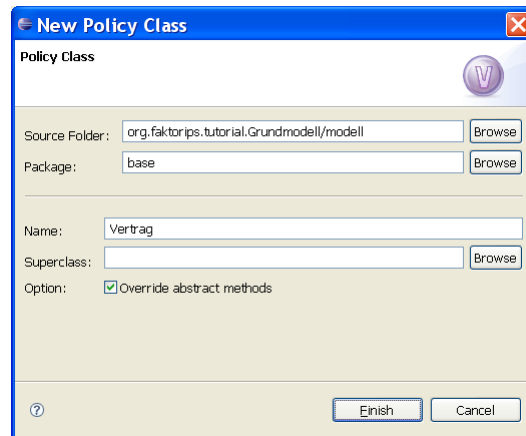 New Policy Class
Policy Class
V
Source Folder: org.faktorips.tutorial.Grundmodell/modell Browse
Package: base Browse
Name: Vertrag
Superclass: Browse
Option: Override abstract methods
? Finish Cancel